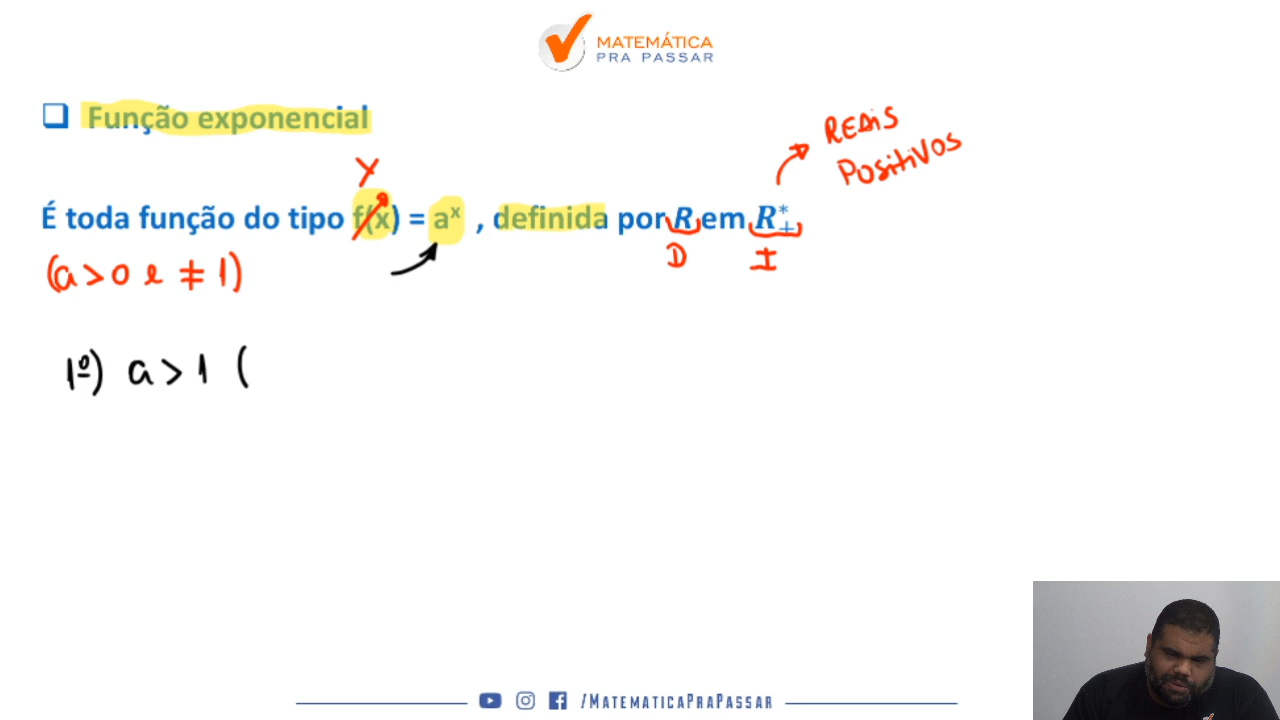 MATEMÁTICA
PRA PASSAR
❑ Função exponencial
REAIS
POSITIVOS
Y
É toda função do tipo f(x) = aˣ , definida por R em R₊*
D I
(a > 0 e ≠ 1)
1º) a > 1 (
/MATEMATICAPRAPASSAR